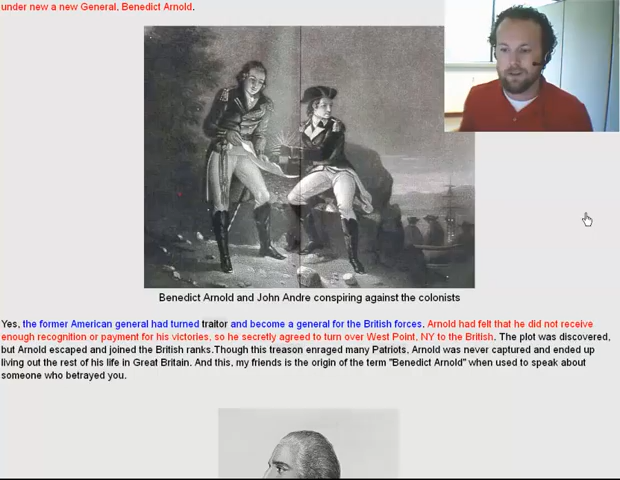 under new a new General, Benedict Arnold.
Benedict Arnold and John Andre conspiring against the colonists
Yes, the former American general had turned traitor and become a general for the British forces. Arnold had felt that he did not receive
enough recognition or payment for his victories, so he secretly agreed to turn over West Point, NY to the British. The plot was discovered,
but Arnold escaped and joined the British ranks.Though this treason enraged many Patriots, Arnold was never captured and ended up
living out the rest of his life in Great Britain. And this, my friends is the origin of the term "Benedict Arnold" when used to speak about
someone who betrayed you.